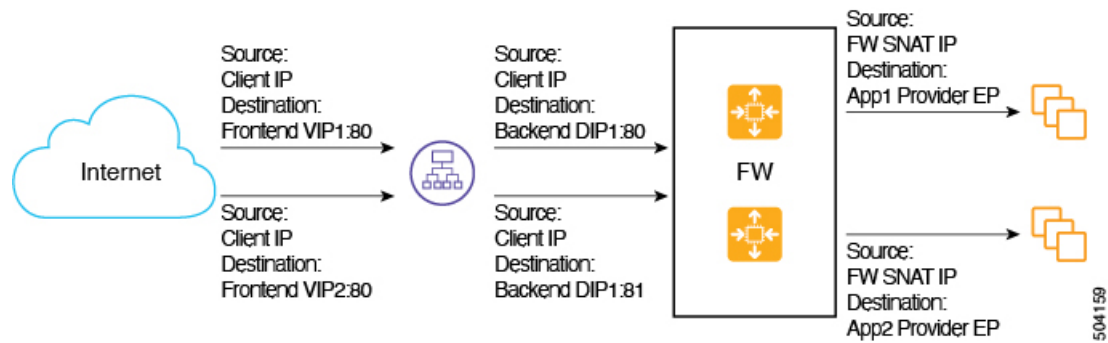 Internet
Source:
Client IP
Destination:
Frontend VIP1:80
Source:
Client IP
Destination:
Frontend VIP2:80
Source:
Client IP
Destination:
Backend DIP1:80
Source:
Client IP
Destination:
Backend DIP1:81
FW
Source:
FW SNAT IP
Destination:
App1 Provider EP
Source:
FW SNAT IP
Destination:
App2 Provider EP
504159